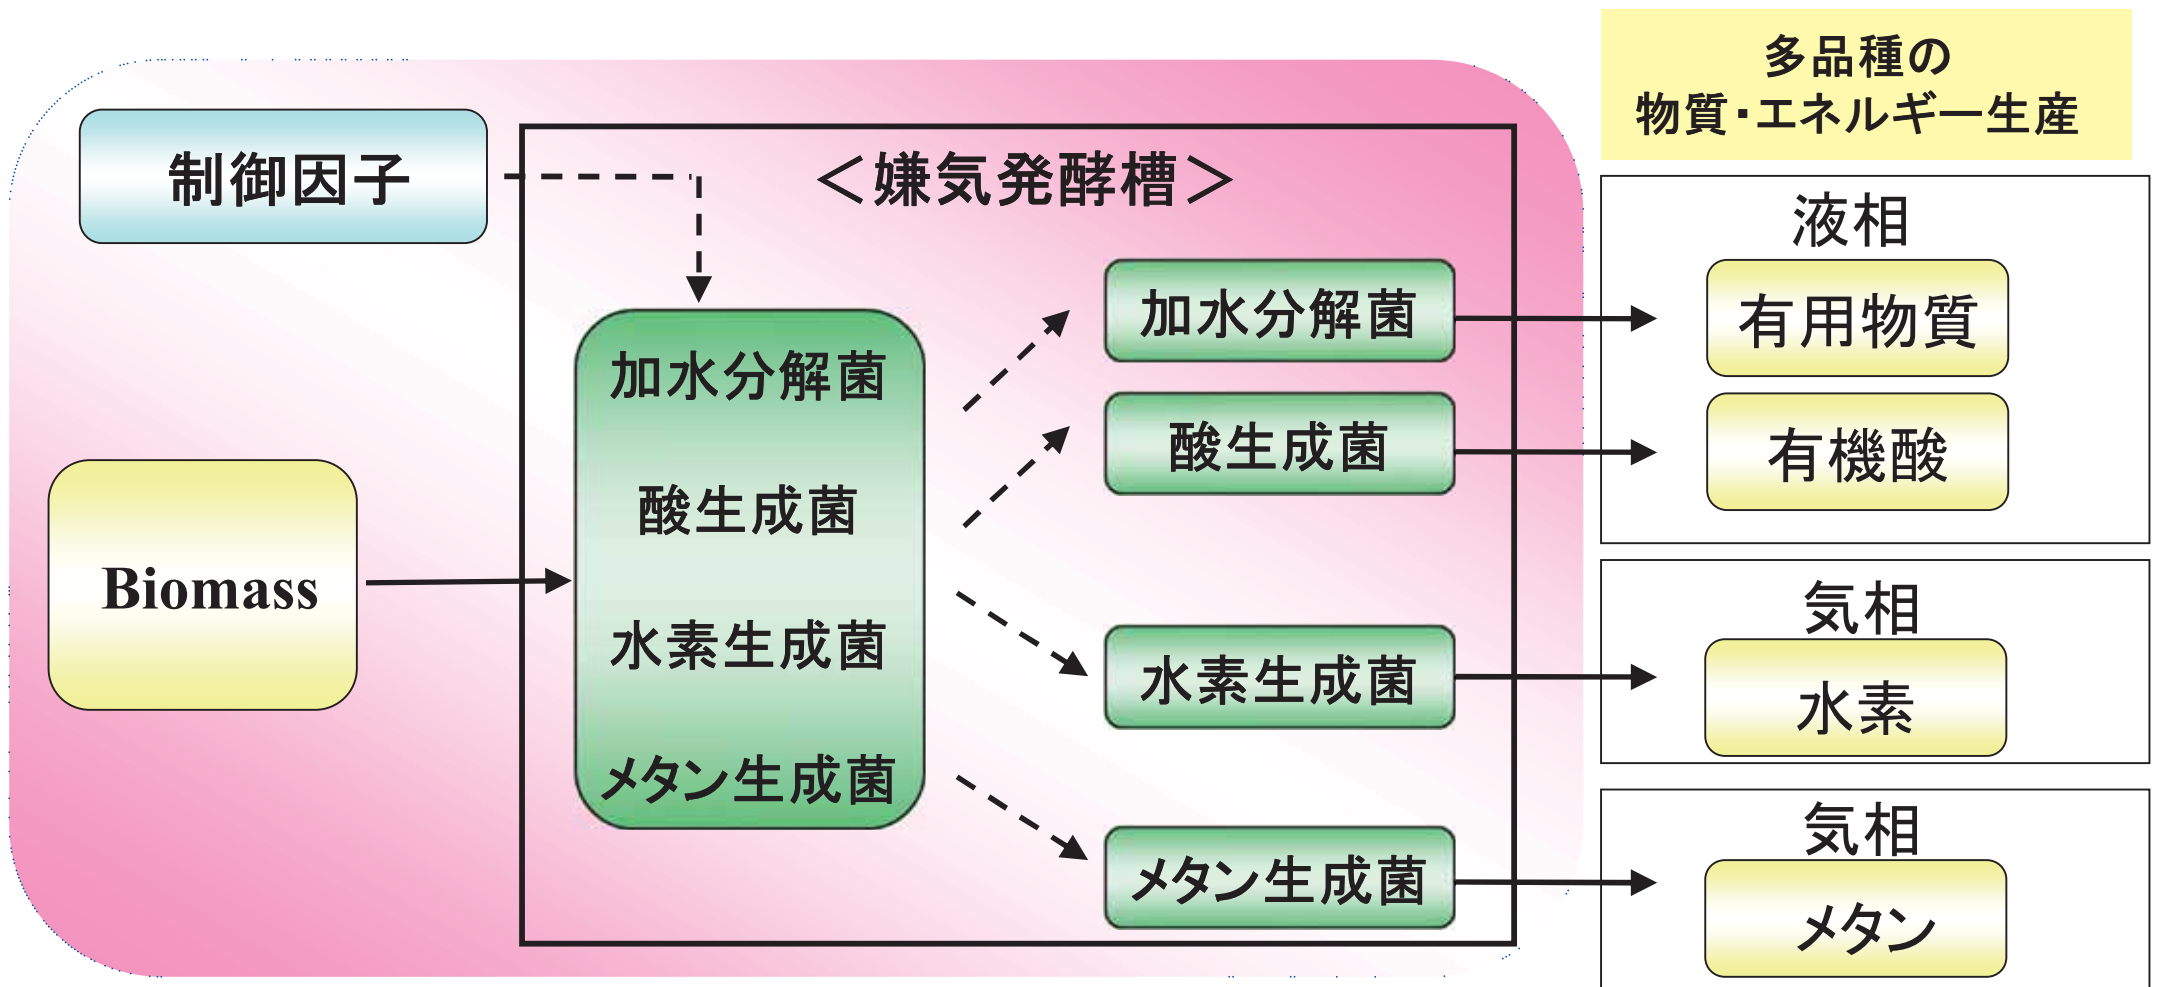 多品種の
物質・エネルギー生産
制御因子
＜嫌気発酵槽＞
Biomass
加水分解菌
酸生成菌
水素生成菌
メタン生成菌
加水分解菌
酸生成菌
水素生成菌
メタン生成菌
液相
有用物質
有機酸
気相
水素
気相
メタン